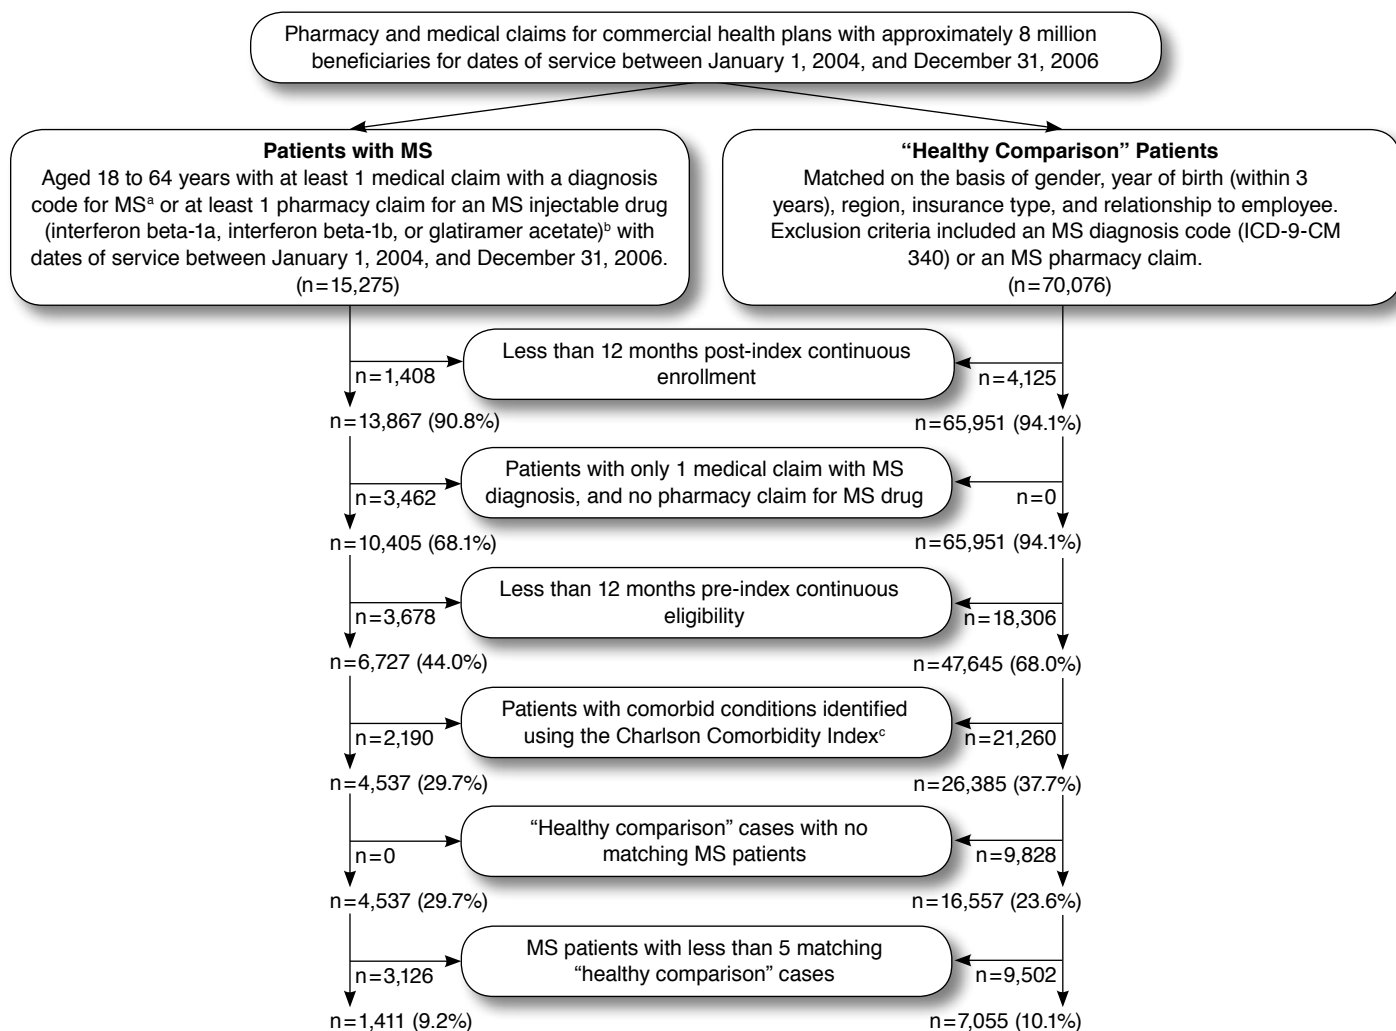 Pharmacy and medical claims for commercial health plans with approximately 8 million
beneficiaries for dates of service between January 1, 2004, and December 31, 2006
Patients with MS
Aged 18 to 64 years with at least 1 medical claim with a diagnosis
code for MSᵃ or at least 1 pharmacy claim for an MS injectable drug
(interferon beta-1a, interferon beta-1b, or glatiramer acetate)ᵇ with
dates of service between January 1, 2004, and December 31, 2006.
(n=15,275)
“Healthy Comparison” Patients
Matched on the basis of gender, year of birth (within 3
years), region, insurance type, and relationship to employee.
Exclusion criteria included an MS diagnosis code (ICD-9-CM
340) or an MS pharmacy claim.
(n=70,076)
Less than 12 months post-index continuous
enrollment
n=1,408
n=4,125
n=13,867 (90.8%)
n=65,951 (94.1%)
Patients with only 1 medical claim with MS
diagnosis, and no pharmacy claim for MS drug
n=3,462
n=0
n=10,405 (68.1%)
n=65,951 (94.1%)
Less than 12 months pre-index continuous
eligibility
n=3,678
n=18,306
n=6,727 (44.0%)
n=47,645 (68.0%)
Patients with comorbid conditions identified
using the Charlson Comorbidity Indexᶜ
n=2,190
n=21,260
n=4,537 (29.7%)
n=26,385 (37.7%)
“Healthy comparison” cases with no
matching MS patients
n=0
n=9,828
n=4,537 (29.7%)
n=16,557 (23.6%)
MS patients with less than 5 matching
“healthy comparison” cases
n=3,126
n=9,502
n=1,411 (9.2%)
n=7,055 (10.1%)